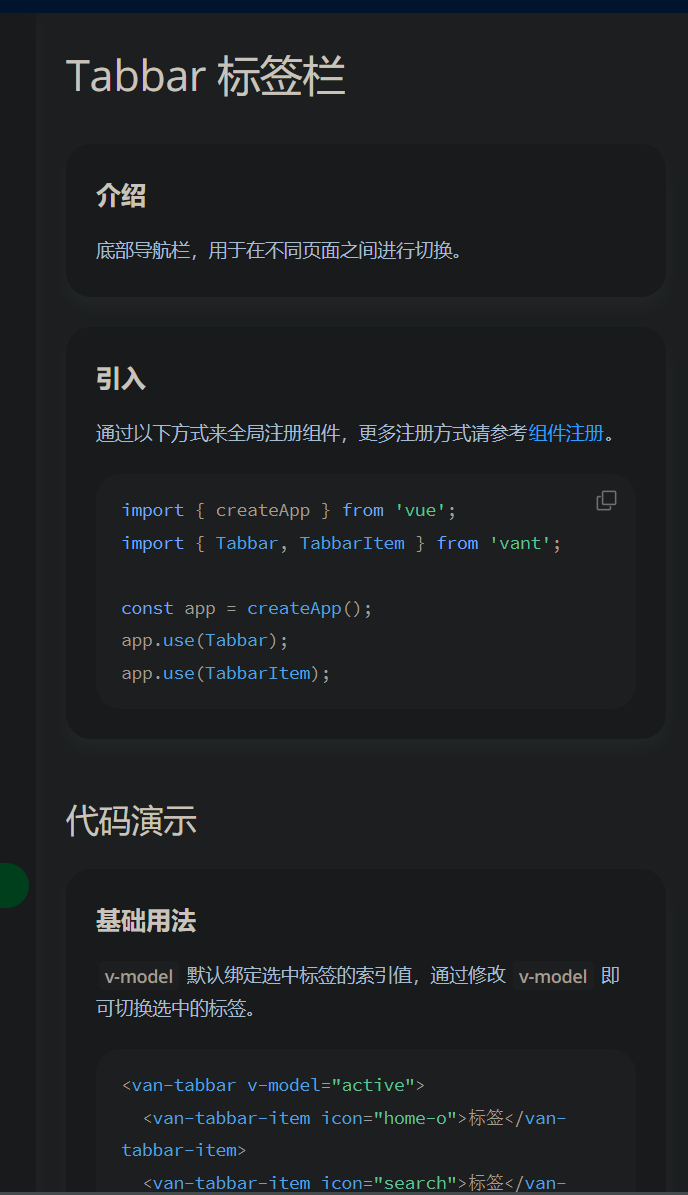 Tabbar 标签栏
介绍
底部导航栏，用于在不同页面之间进行切换。
引入
通过以下方式来全局注册组件，更多注册方式请参考组件注册。
import { createApp } from 'vue';
import { Tabbar, TabbarItem } from 'vant';
const app = createApp();
app.use(Tabbar);
app.use(TabbarItem);
代码演示
基础用法
v-model 默认绑定选中标签的索引值，通过修改 v-model 即
可切换选中的标签。
<van-tabbar v-model="active">
<van-tabbar-item icon="home-o">标签</van-
tabbar-item>
<van-tabbar-item icon="search">标签</van-